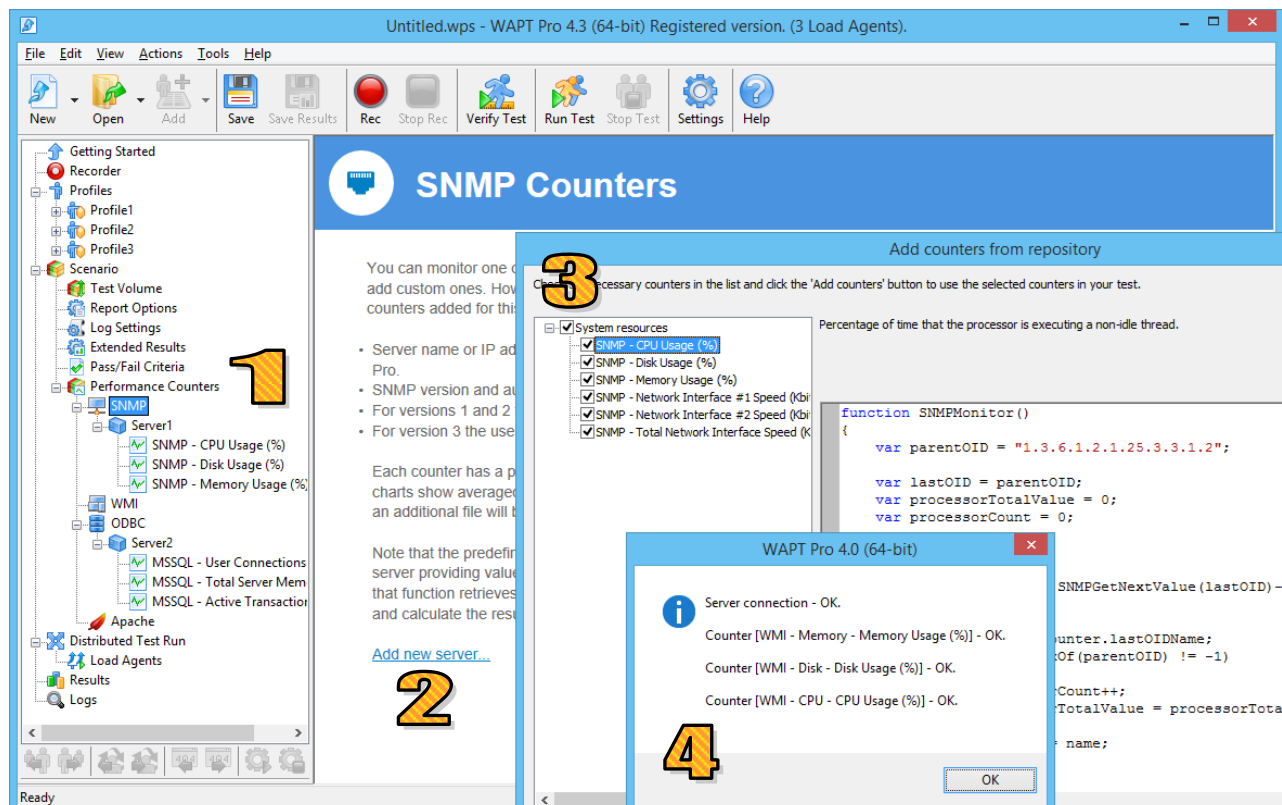 Untitled.wps - WAPT Pro 4.3 (64-bit) Registered version. (3 Load Agents).
File Edit View Actions Tools Help
New Open Add Save Save Results Rec Stop Rec Verify Test Run Test Stop Test Settings Help
Getting Started
Recorder
Profiles
Profile1
Profile2
Profile3
Scenario
Test Volume
Report Options
Log Settings
Extended Results
Pass/Fail Criteria
Performance Counters
SNMP
Server1
SNMP - CPU Usage (%)
SNMP - Disk Usage (%)
SNMP - Memory Usage (%)
WMI
ODBC
Server2
MSSQL - User Connections
MSSQL - Total Server Mem
MSSQL - Active Transaction
Apache
Distributed Test Run
Load Agents
Results
Logs
404 404
Ready
1
SNMP Counters
You can monitor one
add custom ones. How
counters added for this
• Server name or IP ad
Pro.
• SNMP version and au
• For versions 1 and 2
• For version 3 the use
Each counter has a p
charts show averaged
an additional file will b
Note that the predefin
server providing value
that function retrieves
and calculate the resu
Add new server...
2
Add counters from repository
3
necessary counters in the list and click the 'Add counters' button to use the selected counters in your test.
System resources
SNMP - CPU Usage (%)
SNMP - Disk Usage (%)
SNMP - Memory Usage (%)
SNMP - Network Interface #1 Speed (Kbi
SNMP - Network Interface #2 Speed (Kbi
SNMP - Total Network Interface Speed (K
Percentage of time that the processor is executing a non-idle thread.
function SNMPMonitor()
{
var parentOID = "1.3.6.1.2.1.25.3.3.1.2";
var lastOID = parentOID;
var processorTotalValue = 0;
var processorCount = 0;
SNMPGetNextValue(lastOID)-
unter.lastOIDName;
Of(parentOID) != -1)
rCount++;
rTotalValue = processorTota
= name;
WAPT Pro 4.0 (64-bit)
Server connection - OK.
Counter [WMI - Memory - Memory Usage (%)] - OK.
Counter [WMI - Disk - Disk Usage (%)] - OK.
Counter [WMI - CPU - CPU Usage (%)] - OK.
4
OK